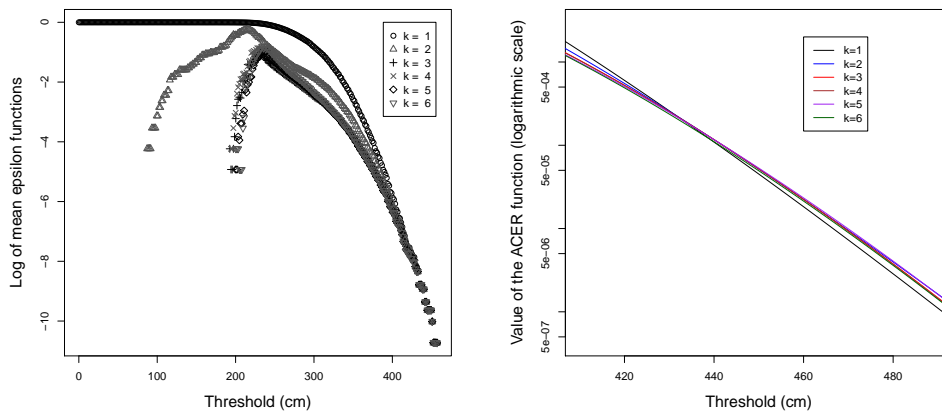 Log of mean epsilon functions
0
-2
-4
-6
-8
-10
0 100 200 300 400
Threshold (cm)
k = 1
k = 2
k = 3
k = 4
k = 5
k = 6
Value of the ACER function (logarithmic scale)
5e-04
5e-05
5e-06
5e-07
420 440 460 480
Threshold (cm)
k=1
k=2
k=3
k=4
k=5
k=6